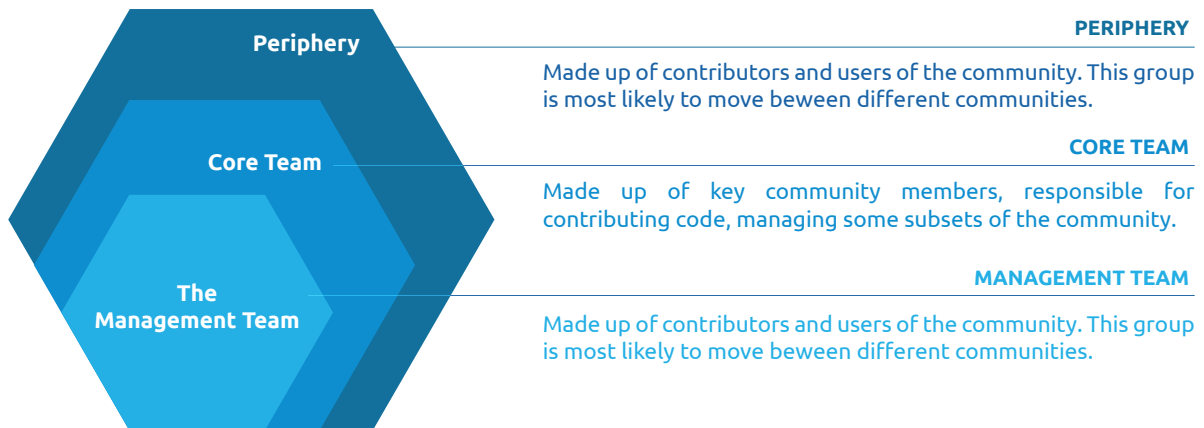 Periphery
PERIPHERY
Made up of contributors and users of the community. This group
is most likely to move beween different communities.
Core Team
CORE TEAM
Made up of key community members, responsible for
contributing code, managing some subsets of the community.
The
Management Team
MANAGEMENT TEAM
Made up of contributors and users of the community. This group
is most likely to move beween different communities.